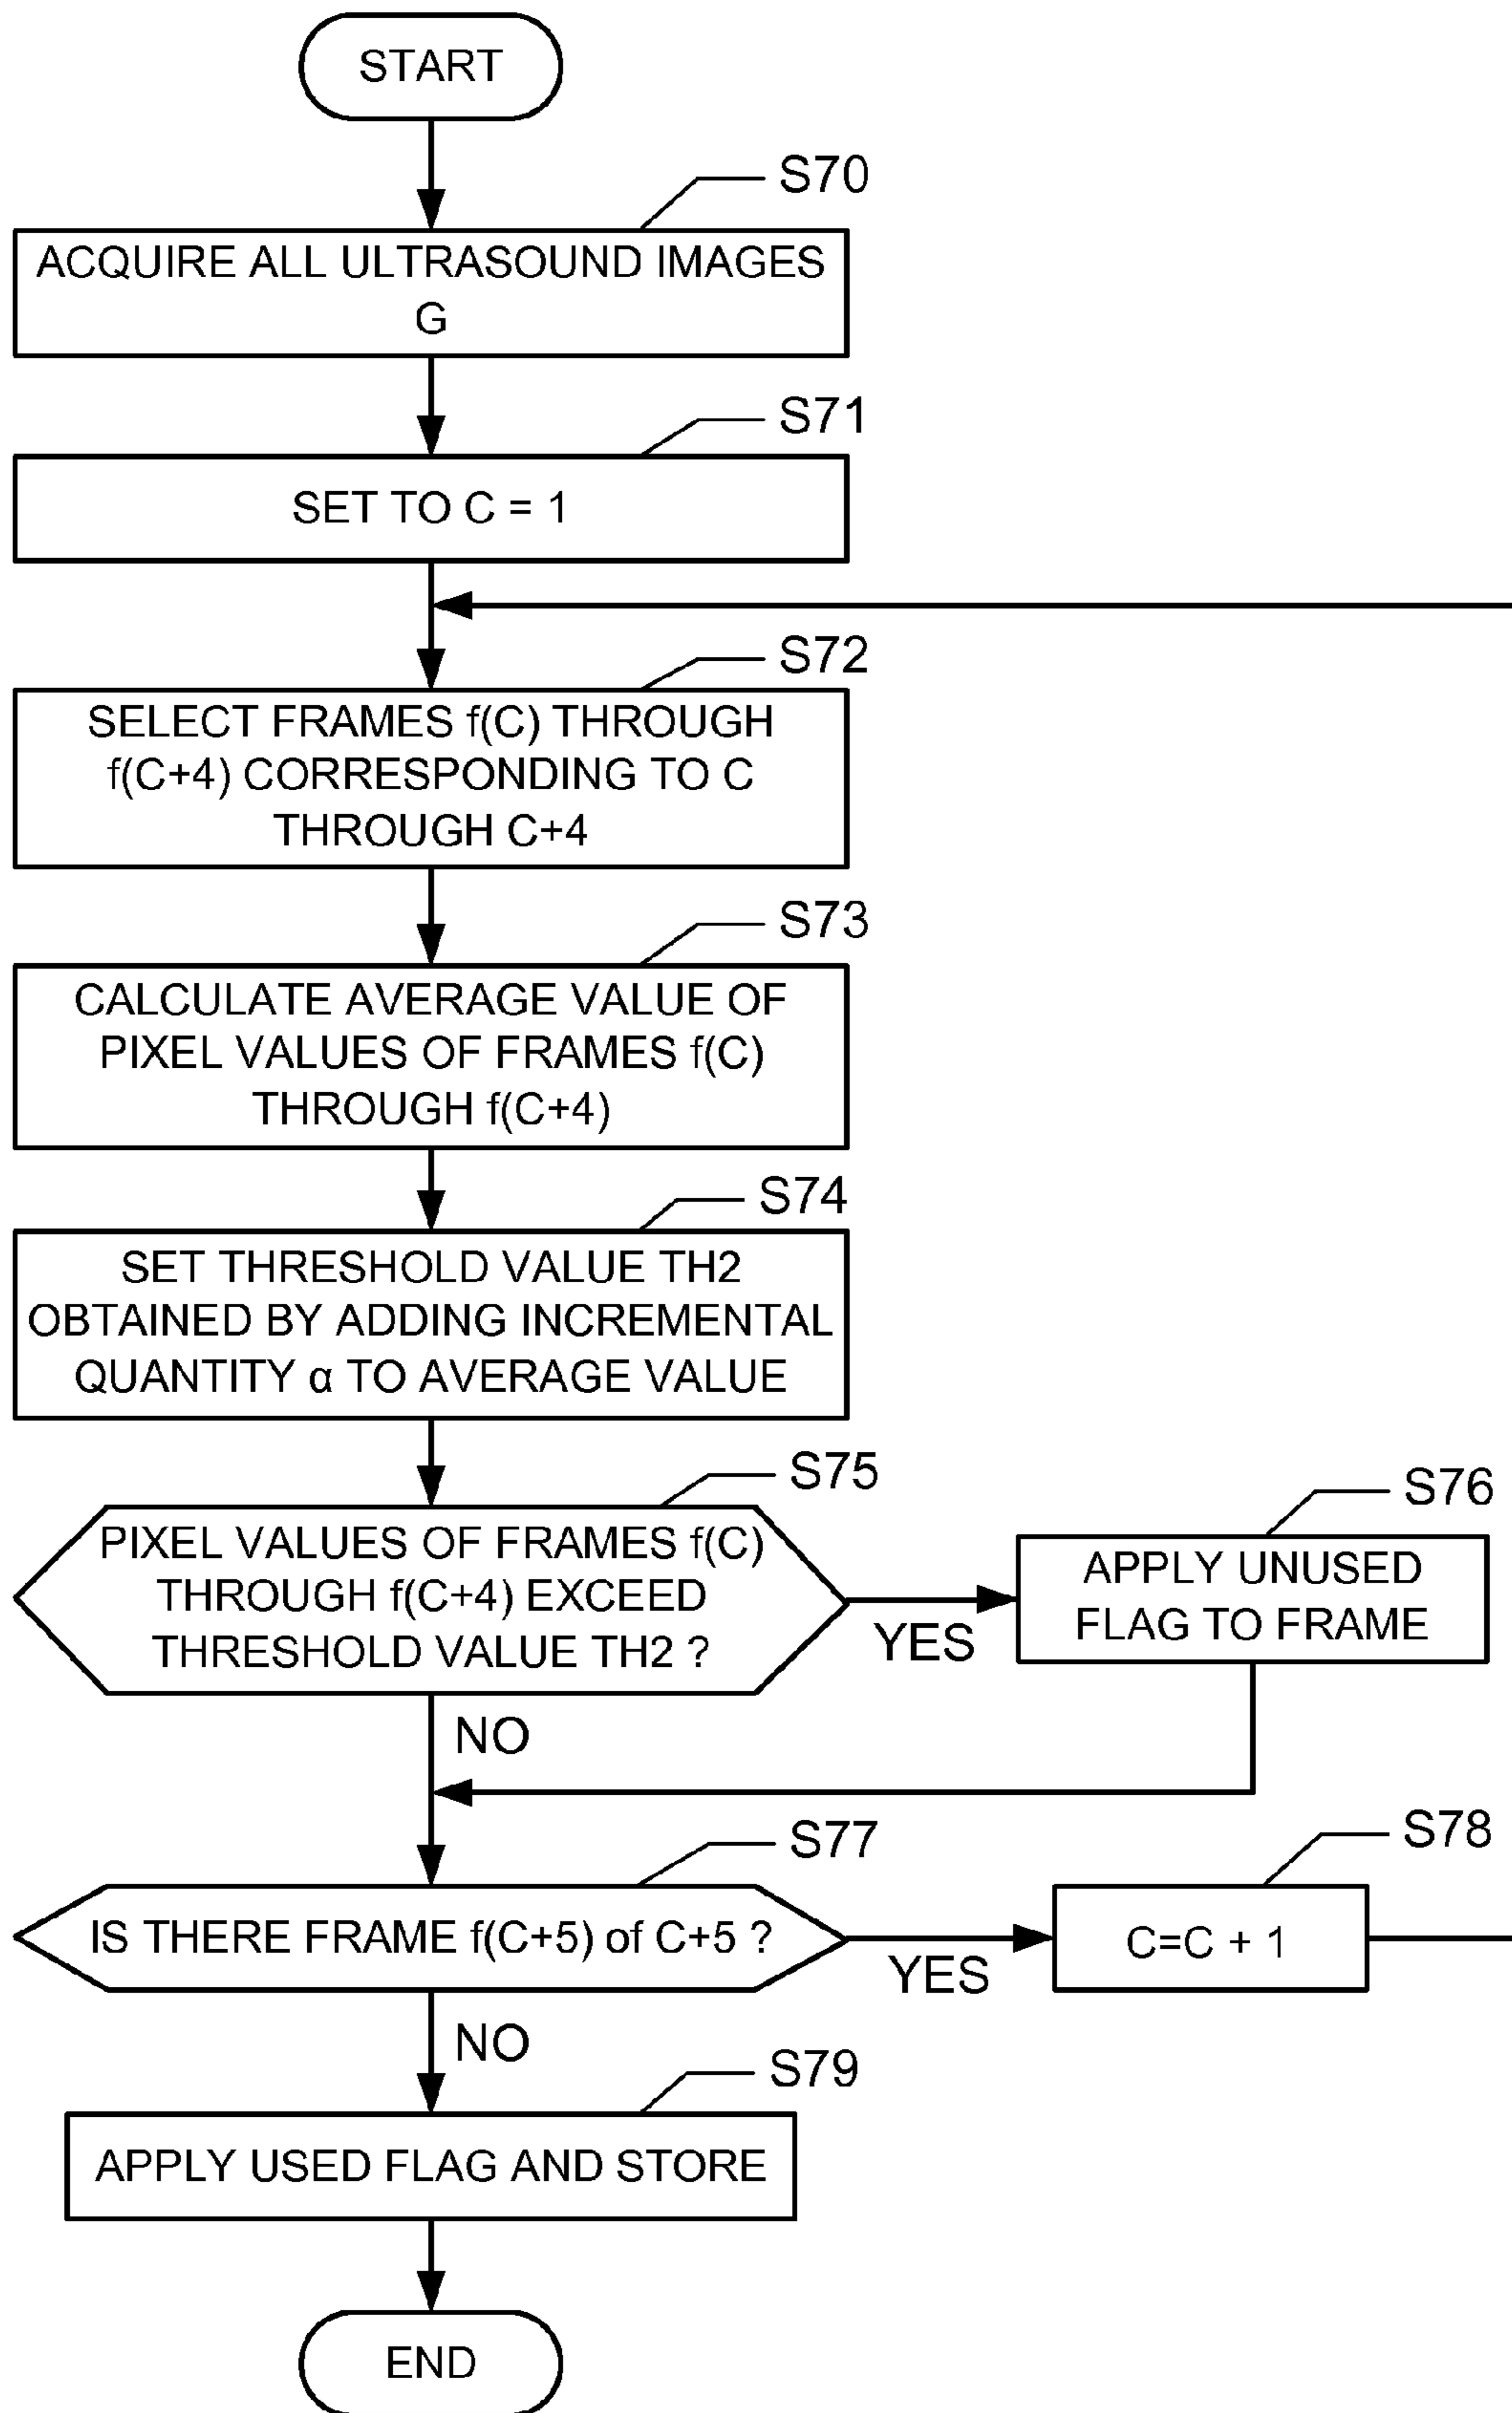 START
S70
ACQUIRE ALL ULTRASOUND IMAGES
G
S71
SET TO C = 1
S72
SELECT FRAMES f(C) THROUGH
f(C+4) CORRESPONDING TO C
THROUGH C+4
S73
CALCULATE AVERAGE VALUE OF
PIXEL VALUES OF FRAMES f(C)
THROUGH f(C+4)
S74
SET THRESHOLD VALUE TH2
OBTAINED BY ADDING INCREMENTAL
QUANTITY α TO AVERAGE VALUE
S75
PIXEL VALUES OF FRAMES f(C)
THROUGH f(C+4) EXCEED
THRESHOLD VALUE TH2 ?
YES
S76
APPLY UNUSED
FLAG TO FRAME
NO
S77
IS THERE FRAME f(C+5) of C+5 ?
YES
S78
C=C + 1
NO
S79
APPLY USED FLAG AND STORE
END